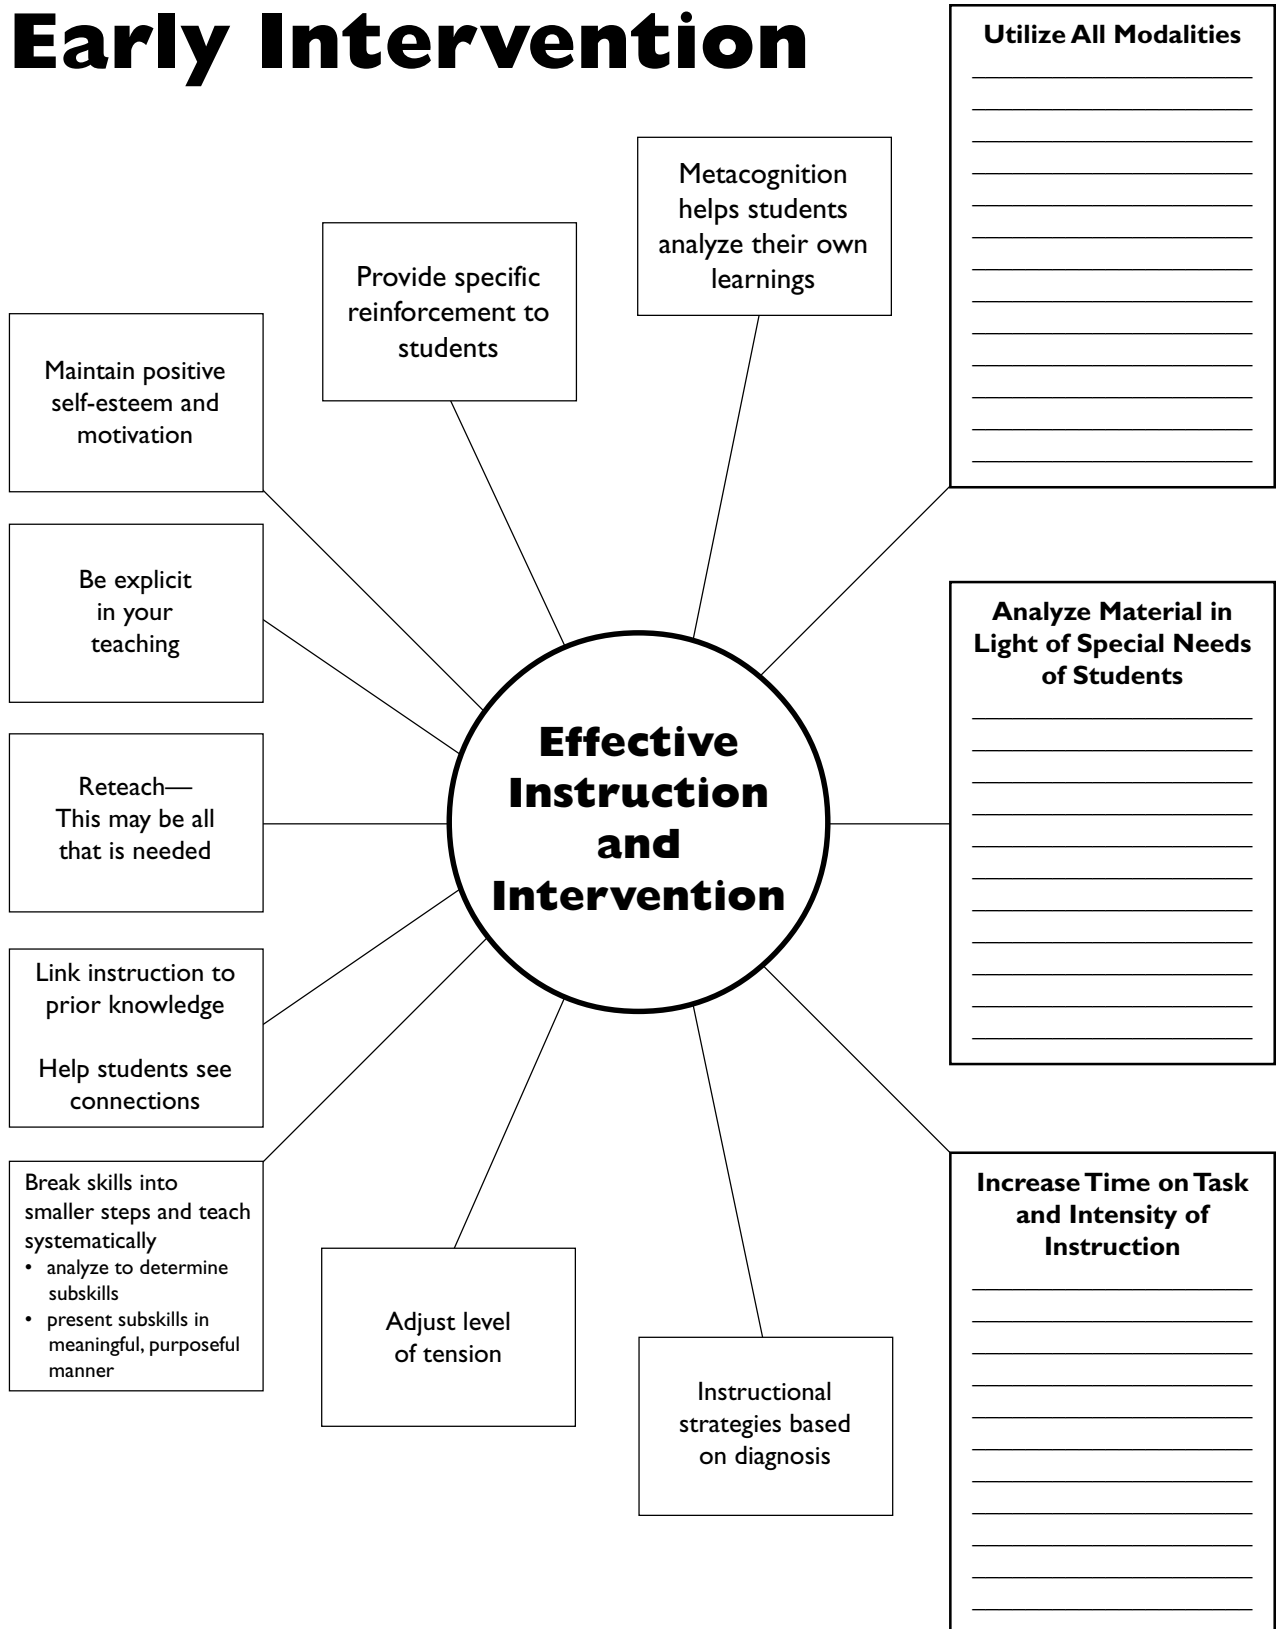 Early Intervention
Utilize All Modalities
Metacognition
helps students
analyze their own
learnings
Provide specific
reinforcement to
students
Maintain positive
self-esteem and
motivation
Be explicit
in your
teaching
Analyze Material in
Light of Special Needs
of Students
Effective
Instruction
and
Intervention
Reteach—
This may be all
that is needed
Link instruction to
prior knowledge
Help students see
connections
Break skills into
smaller steps and teach
systematically
• analyze to determine
subskills
• present subskills in
meaningful, purposeful
manner
Adjust level
of tension
Instructional
strategies based
on diagnosis
Increase Time on Task
and Intensity of
Instruction